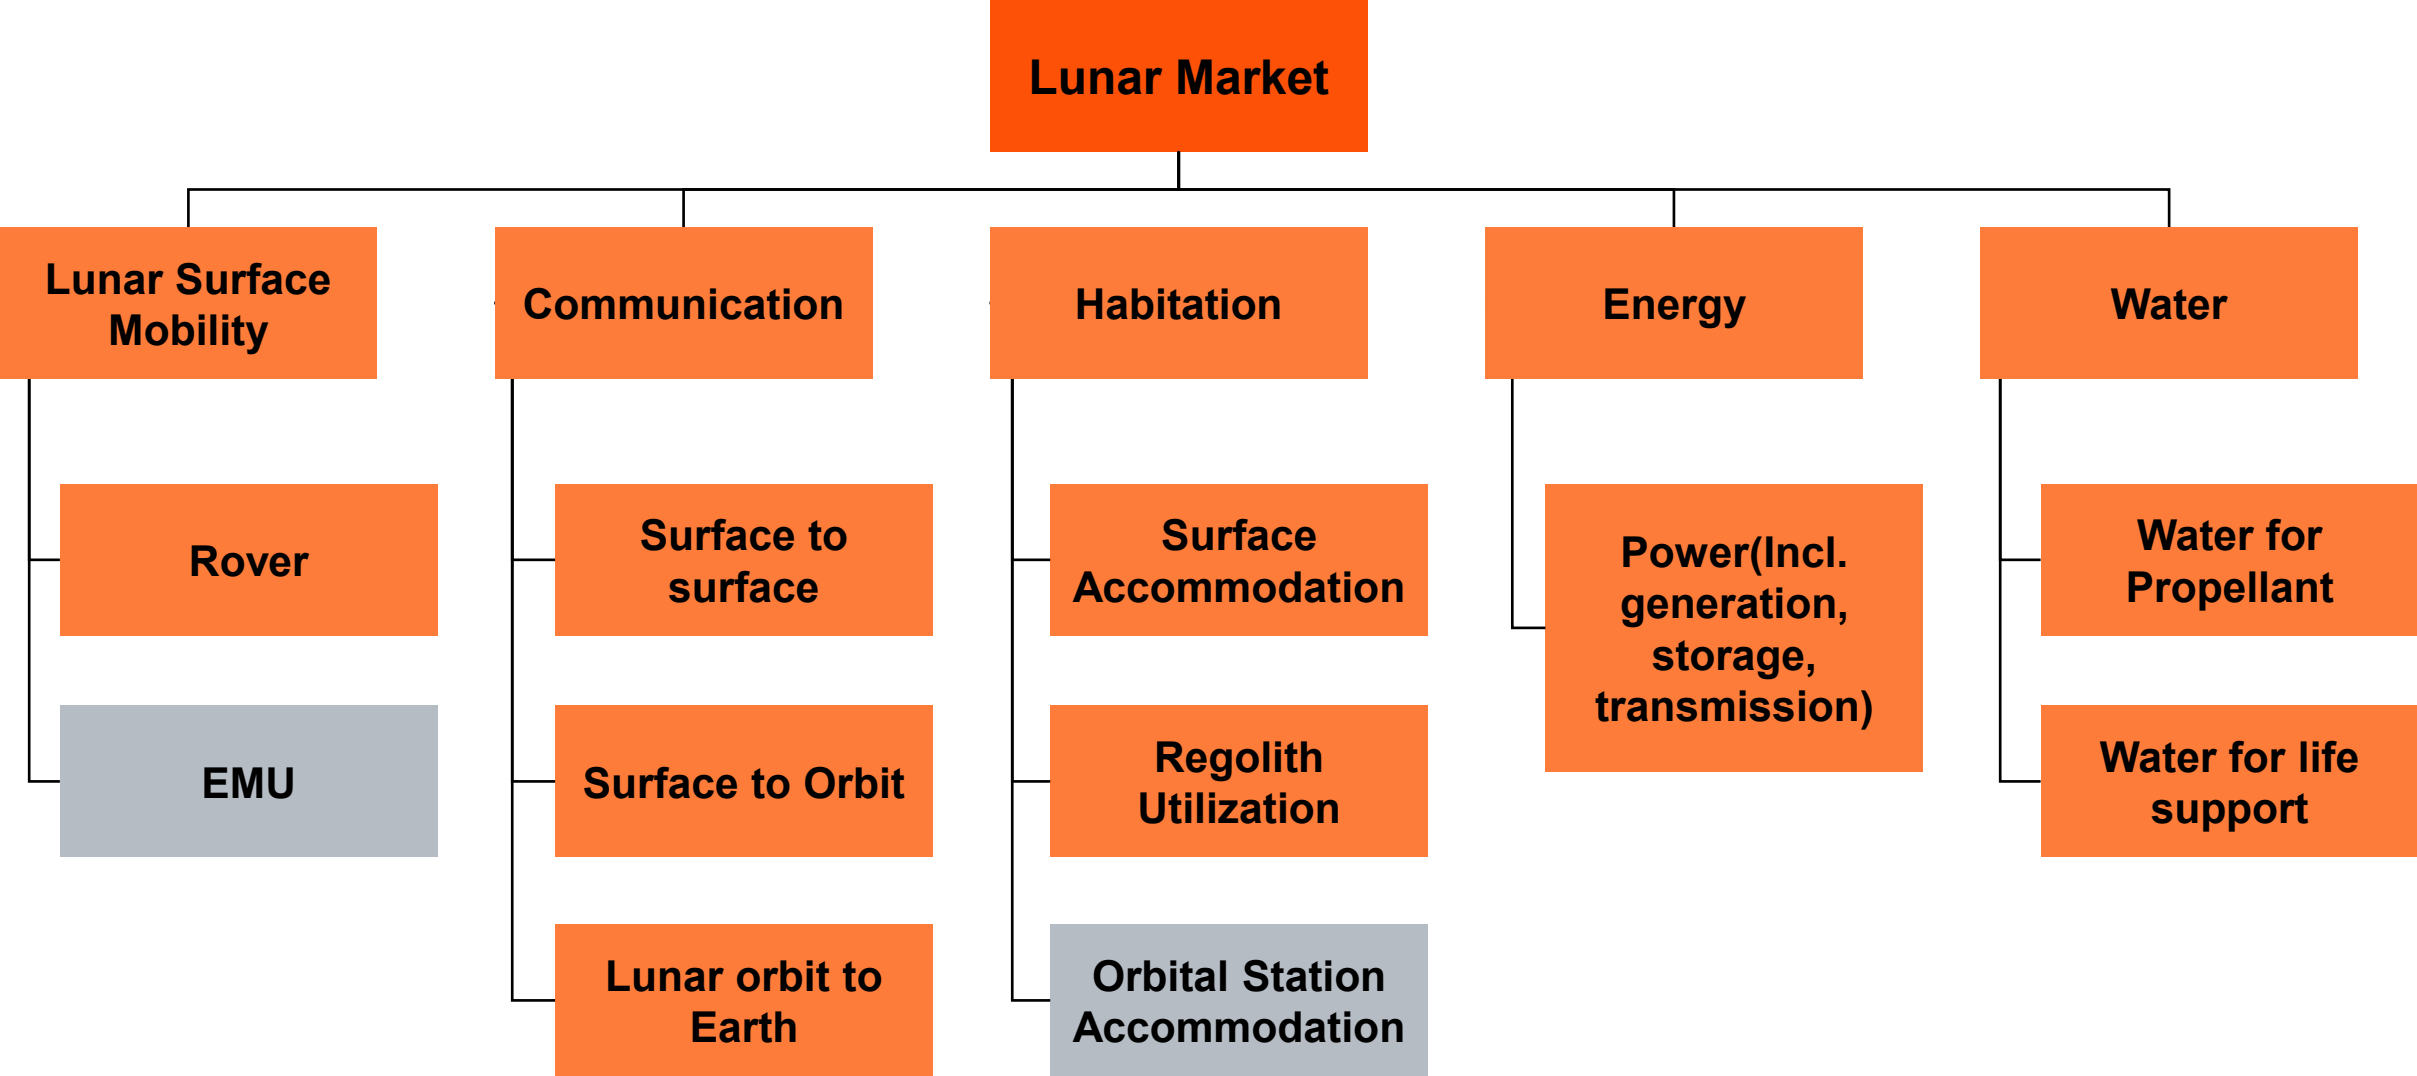 Lunar Market
Lunar Surface
Mobility
Communication
Habitation
Energy
Water
Rover
EMU
Surface to
surface
Surface to Orbit
Lunar orbit to
Earth
Surface
Accommodation
Regolith
Utilization
Orbital Station
Accommodation
Power(Incl.
generation,
storage,
transmission)
Water for
Propellant
Water for life
support